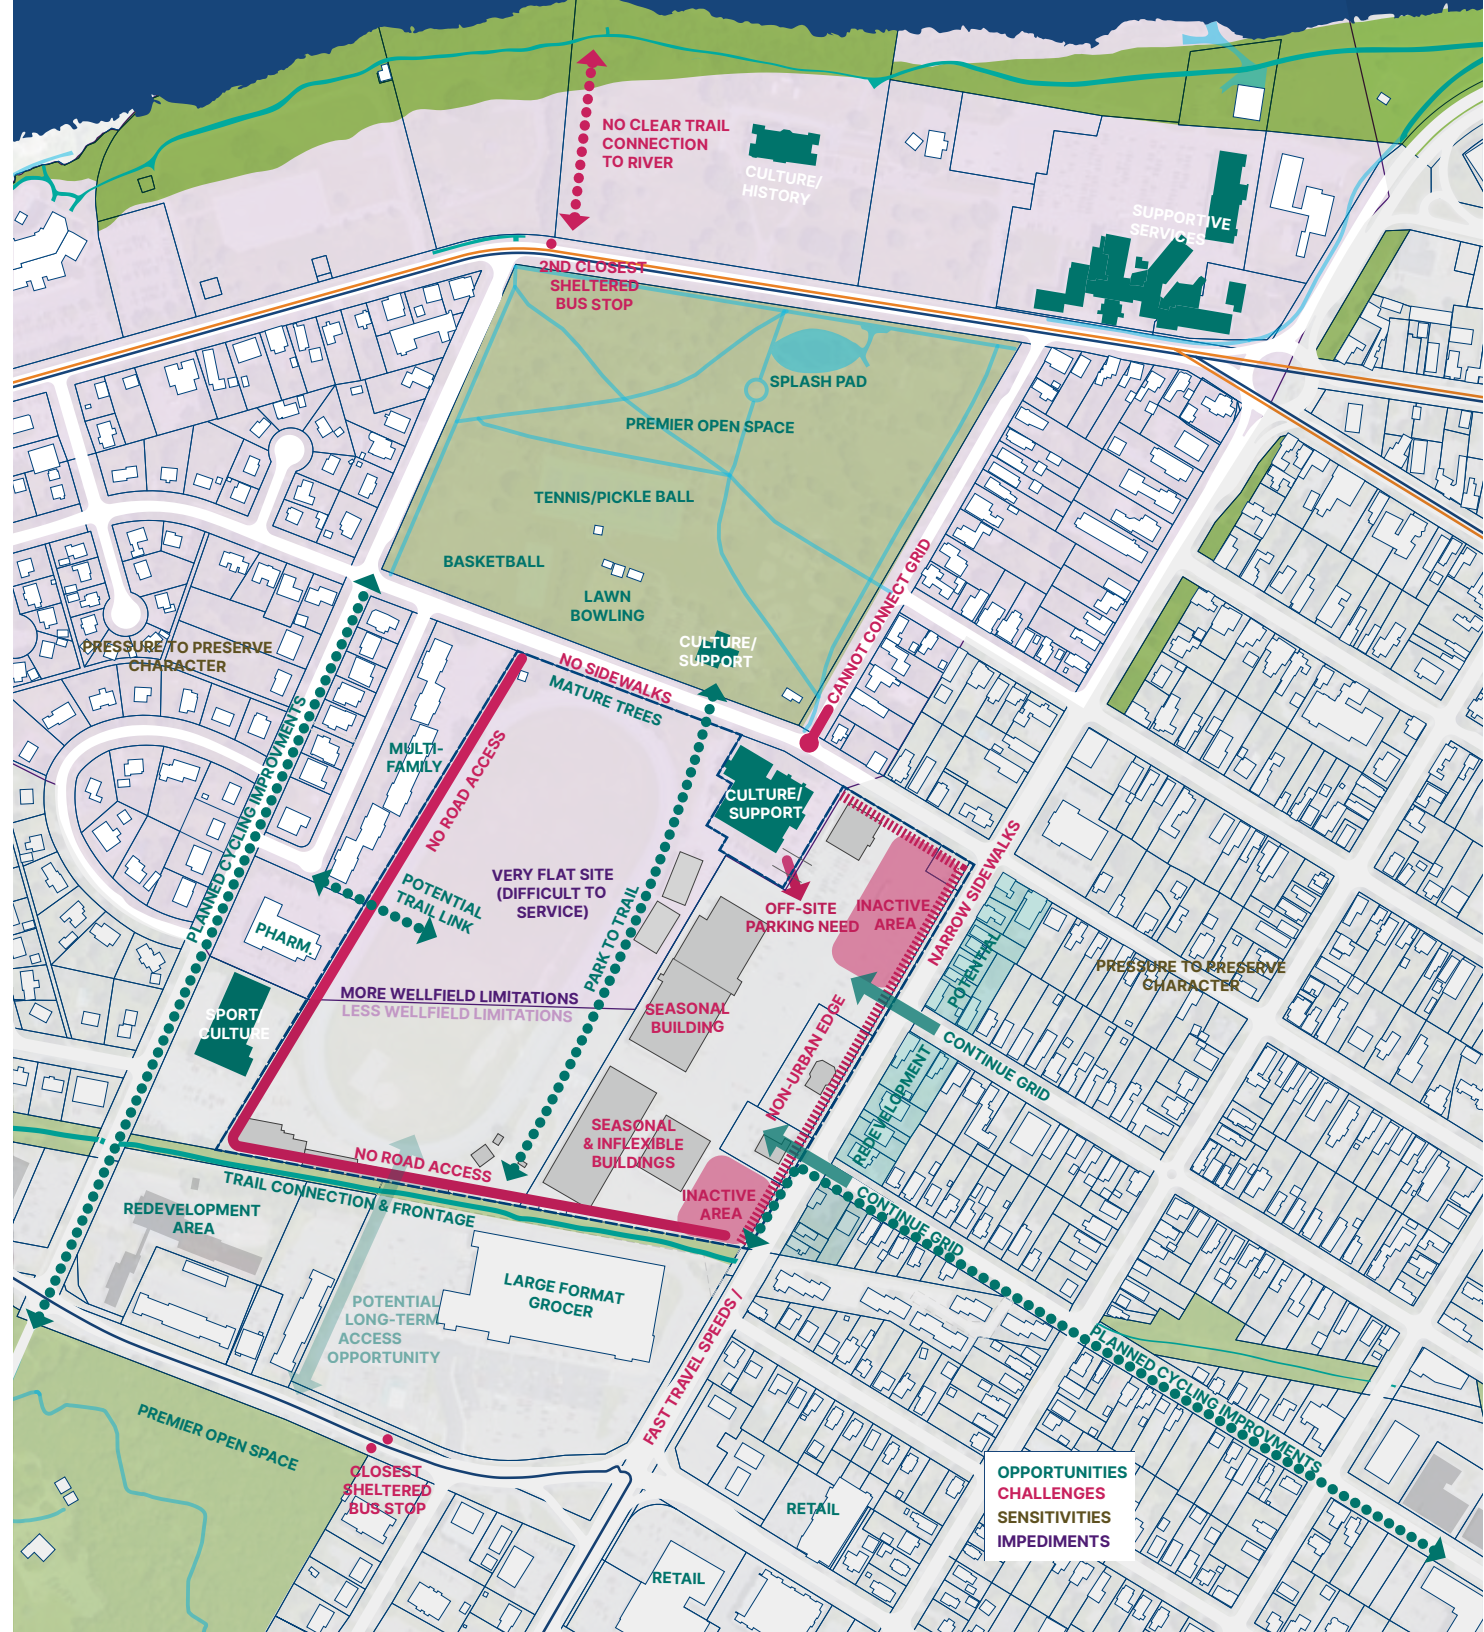 NO CLEAR TRAIL
CONNECTION
TO RIVER
CULTURE/
HISTORY
SUPPORTIVE
SERVICES
2ND CLOSEST
SHELTERED
BUS STOP
SPLASH PAD
PREMIER OPEN SPACE
TENNIS/PICKLE BALL
BASKETBALL
LAWN
BOWLING
CULTURE/
SUPPORT
CANNOT CONNECT GRID
PRESSURE TO PRESERVE
CHARACTER
NO SIDEWALKS
MATURE TREES
PLANNED CYCLING IMPROVMENTS
MULTI-
FAMILY
NO ROAD ACCESS
CULTURE/
SUPPORT
VERY FLAT SITE
(DIFFICULT TO
SERVICE)
POTENTIAL
TRAIL LINK
PARK TO TRAIL
OFF-SITE
PARKING NEED
INACTIVE
AREA
NARROW SIDEWALKS
PHARM.
POTENTIAL
REDEVELOPMENT
PRESSURE TO PRESERVE
CHARACTER
MORE WELLFIELD LIMITATIONS
LESS WELLFIELD LIMITATIONS
SPORT/
CULTURE
SEASONAL
BUILDING
NON-URBAN EDGE
CONTINUE GRID
SEASONAL
& INFLEXIBLE
BUILDINGS
NO ROAD ACCESS
TRAIL CONNECTION & FRONTAGE
INACTIVE
AREA
CONTINUE GRID
REDEVELOPMENT
AREA
LARGE FORMAT
GROCER
POTENTIAL
LONG-TERM
ACCESS
OPPORTUNITY
FAST TRAVEL SPEEDS /
PLANNED CYCLING IMPROVMENTS
PREMIER OPEN SPACE
CLOSEST
SHELTERED
BUS STOP
RETAIL
RETAIL
OPPORTUNITIES
CHALLENGES
SENSITIVITIES
IMPEDIMENTS